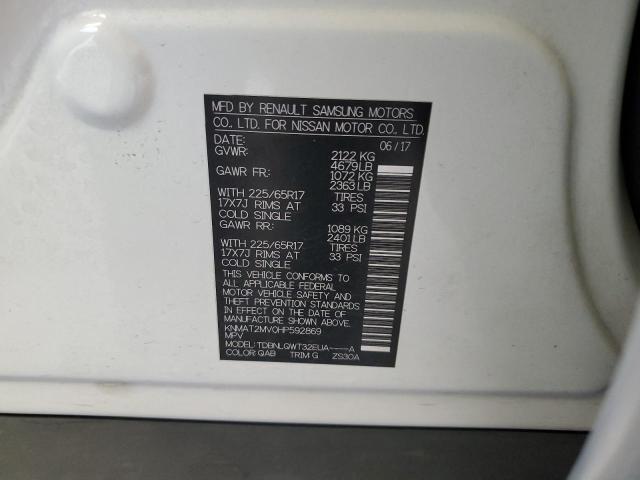 MFD BY RENAULT SAMSUNG MOTORS
CO. LTD. FOR NISSAN MOTOR CO. LTD.
DATE: 06/17
GVWR: 2122 KG
4679 LB
GAWR FR: 1072 KG
2363 LB
WITH 225/65R17 TIRES
17X7J RIMS AT 33 PSI
COLD SINGLE
GAWR RR: 1089 KG
2401 LB
WITH 225/65R17 TIRES
17X7J RIMS AT 33 PSI
COLD SINGLE
THIS VEHICLE CONFORMS TO
ALL APPLICABLE FEDERAL
MOTOR VEHICLE SAFETY AND
THEFT PREVENTION STANDARDS
IN EFFECT ON THE DATE OF
MANUFACTURE SHOWN ABOVE.
KNMAT2MV0HP592869
MPV
MODEL: TDBNLQWT32EUA-----A
COLOR: QAB TRIM G ZS30A